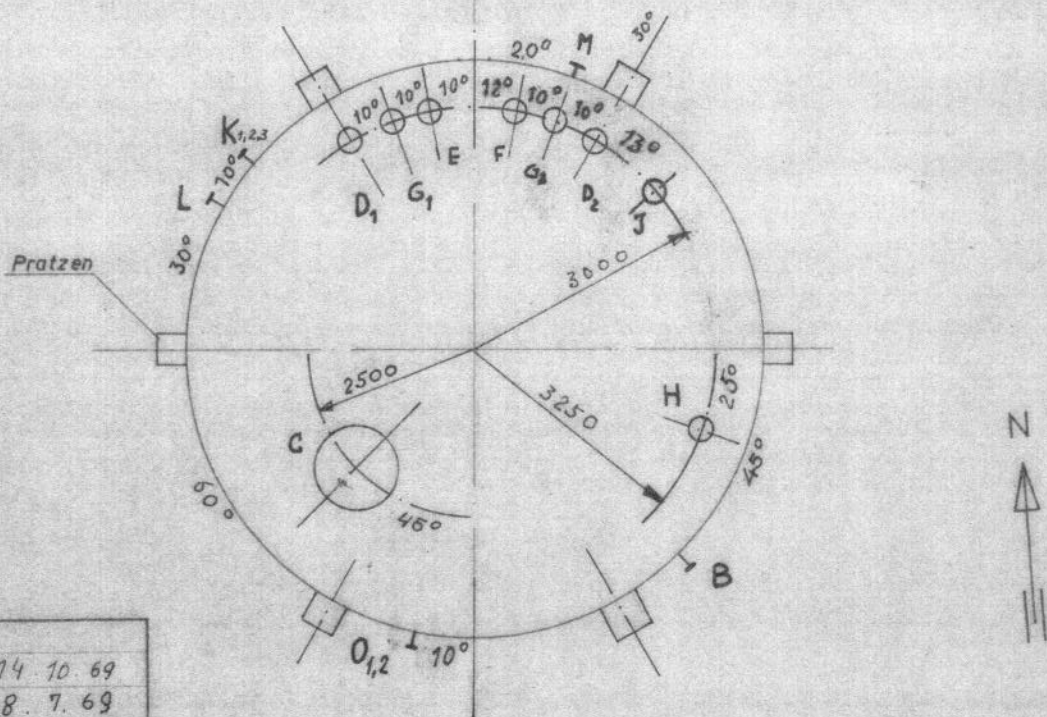 20° M 30°
10° 10° 10° 12° 10° 10° 13°
K1,2,3
10°
L
E F
D1 G1 G2 D2 J
30°
Pratzen
3000
2500
3250
H 25°
C
45°
N
60°
45°
B
O1,2 10°
14. 10. 69
8. 7. 69